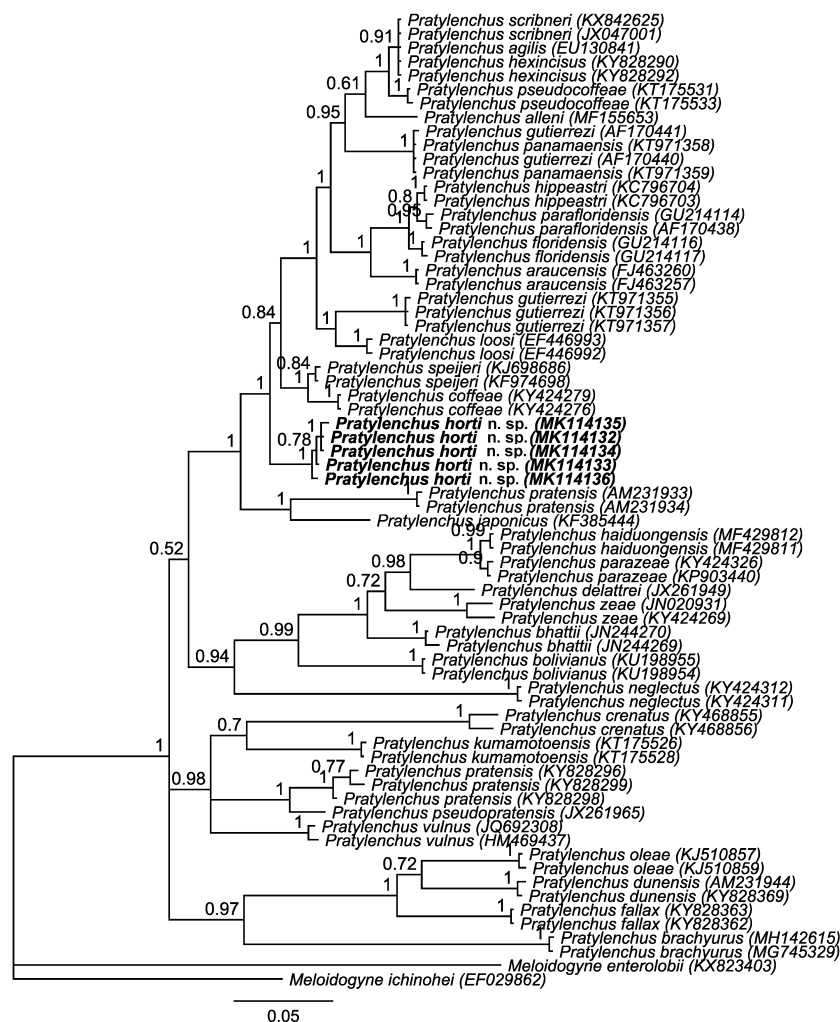 Pratylenchus scribneri (KX842625)
Pratylenchus scribneri (JX047001)
0.91
Pratylenchus agilis (EU130841)
1
Pratylenchus hexincisus (KY828290)
Pratylenchus hexincisus (KY828292)
0.61
1
Pratylenchus pseudocoffeae (KT175531)
Pratylenchus pseudocoffeae (KT175533)
0.95
Pratylenchus alleni (MF155653)
Pratylenchus gutierrezi (AF170441)
1
Pratylenchus panamaensis (KT971358)
Pratylenchus gutierrezi (AF170440)
Pratylenchus panamaensis (KT971359)
1
1
Pratylenchus hippeastri (KC796704)
0.8
Pratylenchus hippeastri (KC796703)
0.95
Pratylenchus parafloridensis (GU214114)
1
Pratylenchus parafloridensis (AF170438)
1
1
1
Pratylenchus floridensis (GU214116)
Pratylenchus floridensis (GU214117)
1
Pratylenchus araucensis (FJ463260)
Pratylenchus araucensis (FJ463257)
1
Pratylenchus gutierrezi (KT971355)
0.84
1
Pratylenchus gutierrezi (KT971356)
Pratylenchus gutierrezi (KT971357)
1
Pratylenchus loosi (EF446993)
Pratylenchus loosi (EF446992)
0.84
Pratylenchus speijeri (KJ698686)
1
1
Pratylenchus speijeri (KF974698)
1
Pratylenchus coffeae (KY424279)
Pratylenchus coffeae (KY424276)
1
Pratylenchus horti n. sp. (MK114135)
1
0.78
Pratylenchus horti n. sp. (MK114132)
1
Pratylenchus horti n. sp. (MK114134)
Pratylenchus horti n. sp. (MK114133)
Pratylenchus horti n. sp. (MK114136)
1
1
Pratylenchus pratensis (AM231933)
Pratylenchus pratensis (AM231934)
Pratylenchus japonicus (KF385444)
0.99
Pratylenchus haiduongensis (MF429812)
0.52
1
Pratylenchus haiduongensis (MF429811)
0.98
0.9
Pratylenchus parazeae (KY424326)
Pratylenchus parazeae (KP903440)
0.72
Pratylenchus delattrei (JX261949)
1
1
Pratylenchus zeae (JN020931)
Pratylenchus zeae (KY424269)
0.99
1
Pratylenchus bhattii (JN244270)
Pratylenchus bhattii (JN244269)
0.94
1
Pratylenchus bolivianus (KU198955)
Pratylenchus bolivianus (KU198954)
1
Pratylenchus neglectus (KY424312)
Pratylenchus neglectus (KY424311)
0.7
1
Pratylenchus crenatus (KY468855)
Pratylenchus crenatus (KY468856)
1
1
Pratylenchus kumamotoensis (KT175526)
Pratylenchus kumamotoensis (KT175528)
0.98
0.77
Pratylenchus pratensis (KY828296)
1
1
Pratylenchus pratensis (KY828299)
Pratylenchus pratensis (KY828298)
Pratylenchus pseudopratensis (JX261965)
1
Pratylenchus vulnus (JQ692308)
Pratylenchus vulnus (HM469437)
0.72
1
Pratylenchus oleae (KJ510857)
Pratylenchus oleae (KJ510859)
1
1
Pratylenchus dunensis (AM231944)
Pratylenchus dunensis (KY828369)
0.97
1
Pratylenchus fallax (KY828363)
Pratylenchus fallax (KY828362)
1
Pratylenchus brachyurus (MH142615)
Pratylenchus brachyurus (MG745329)
Meloidogyne enterolobii (KX823403)
Meloidogyne ichinohei (EF029862)
0.05